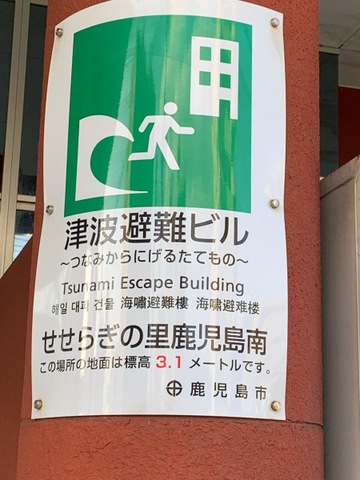 津波避難ビル
～つなみからにげるたてもの～
Tsunami Escape Building
해일 대피 건물 海嘯避難樓 海啸避难楼
せせらぎの里鹿児島南
この場所の地面は標高 3.1 メートルです。
鹿児島市